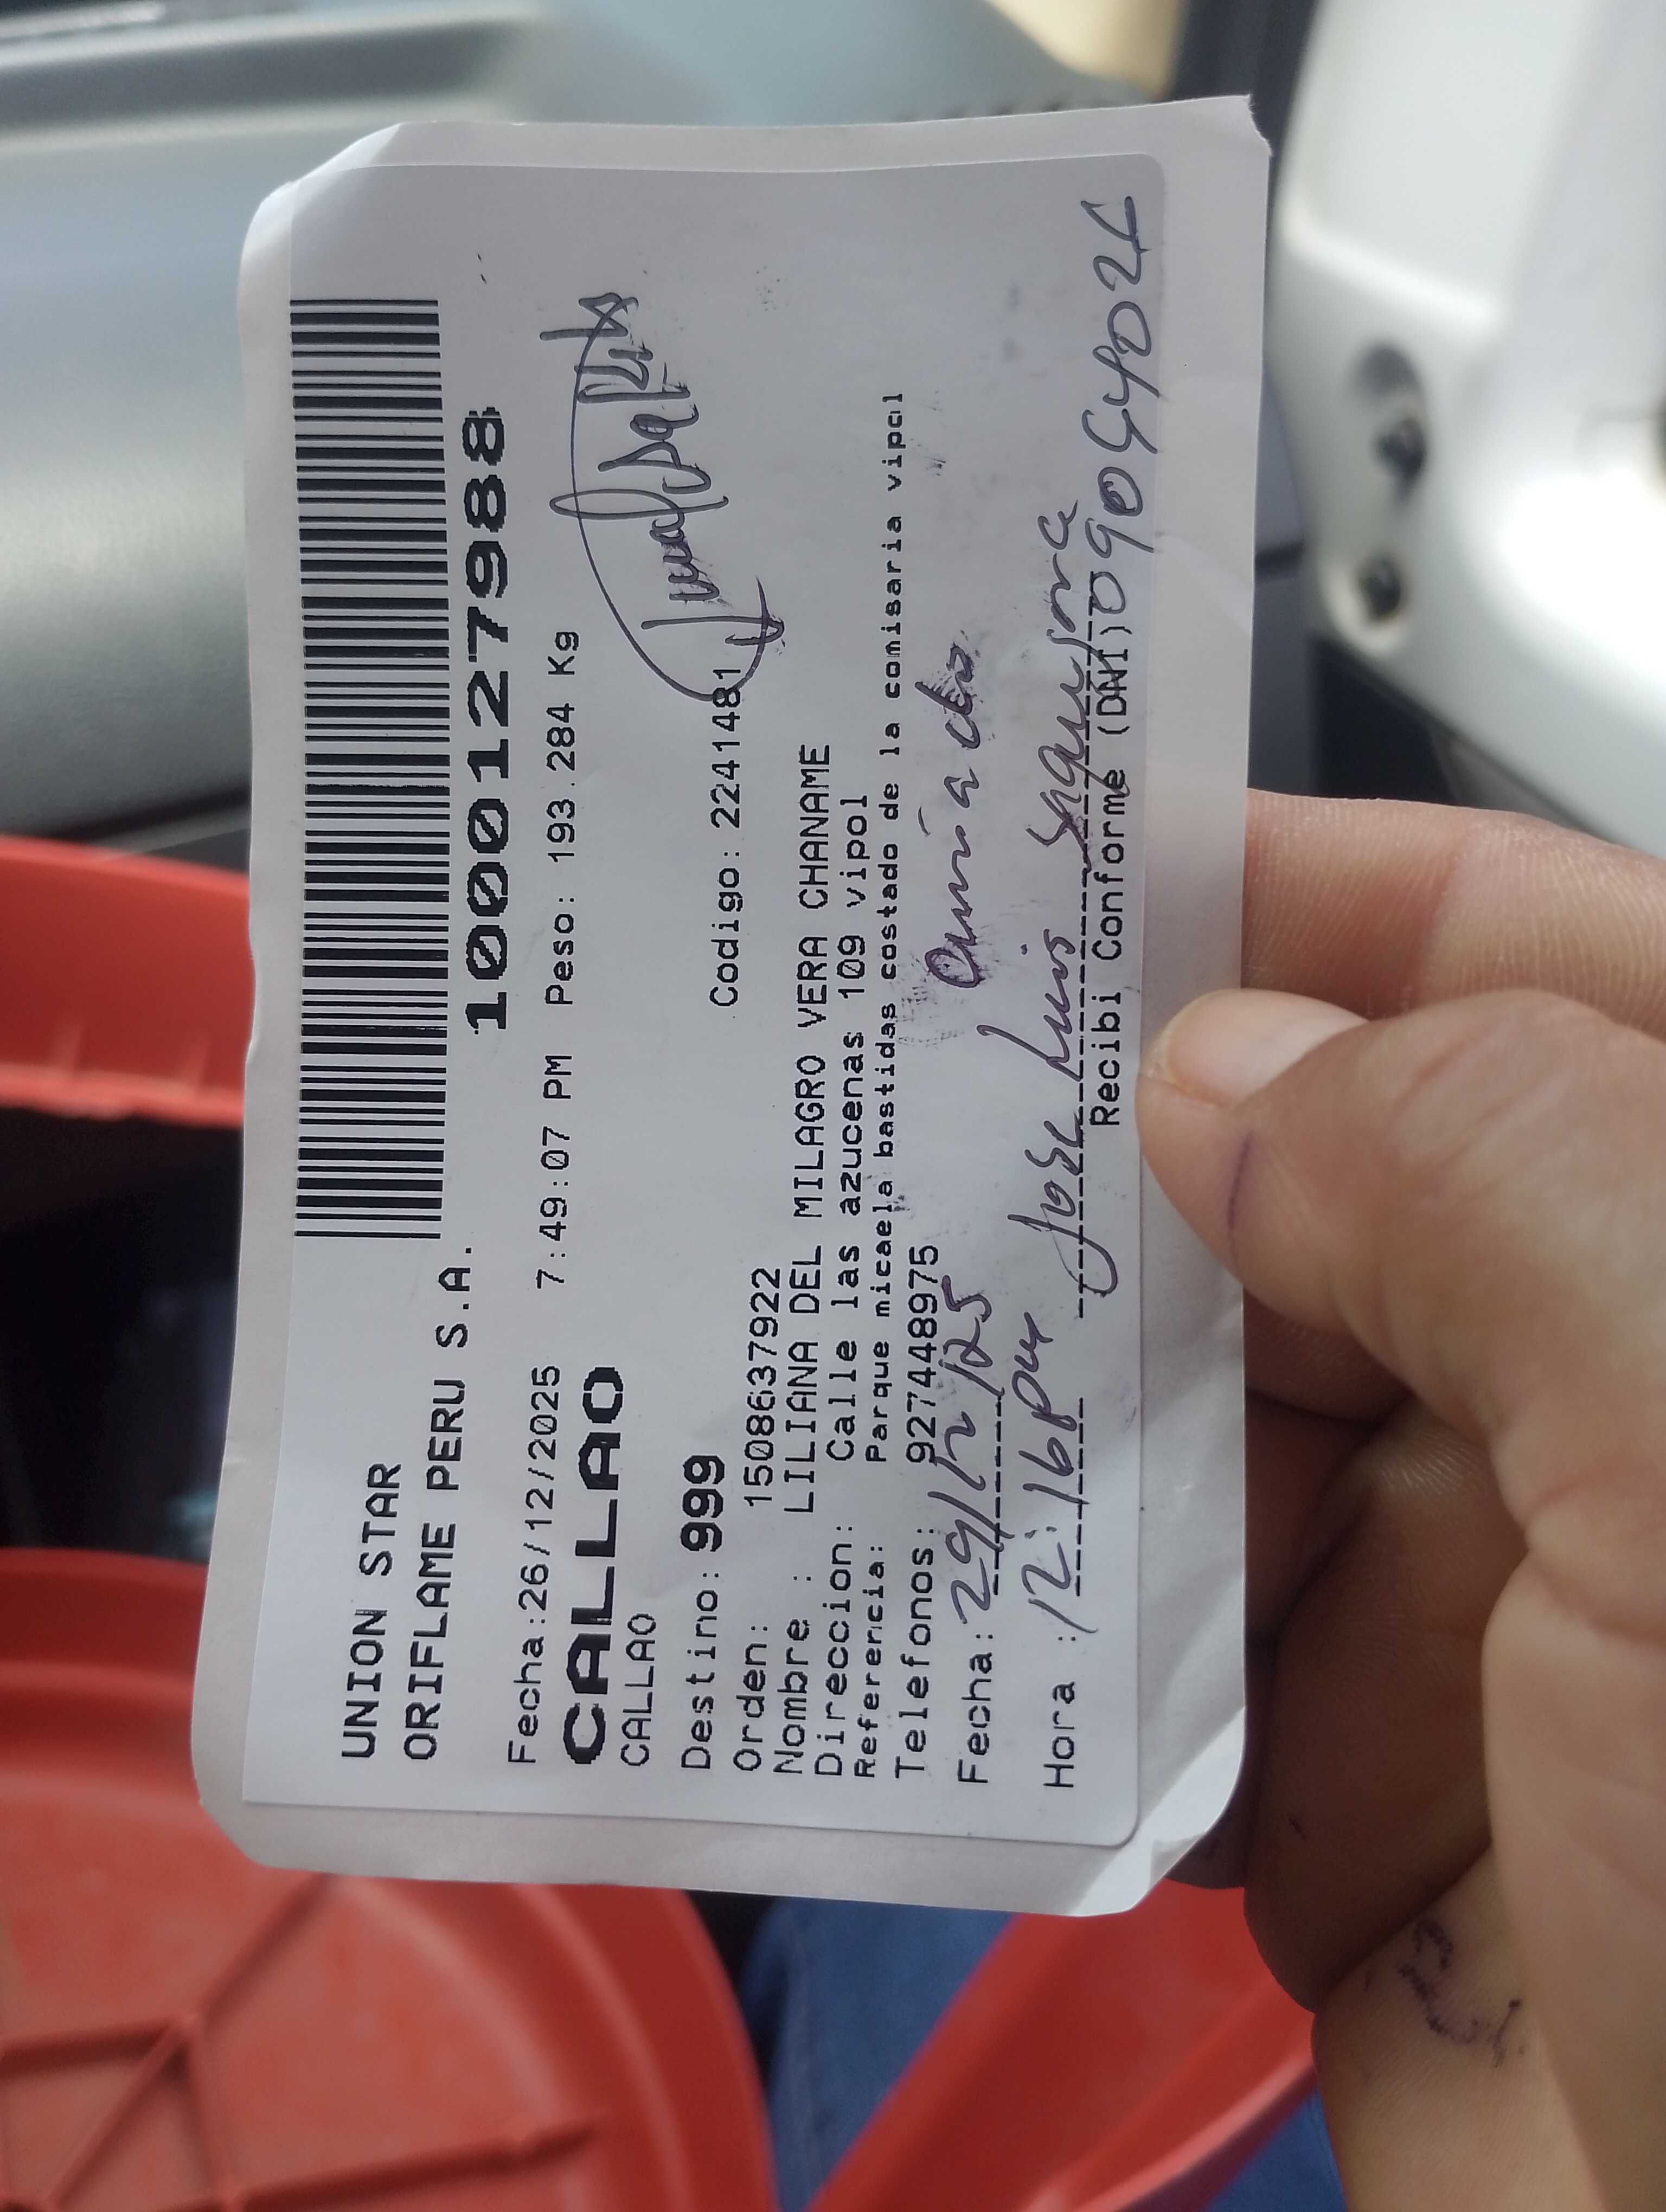 UNION STAR
ORIFLAME PERU S.A.
1000127988
Fecha:26/12/2025 7:49:07 PM Peso: 193.284 Kg
CALLAO
CALLAO
Destino: 999
Codigo: 2241481
Orden: 1508637922
Nombre : LILIANA DEL MILAGRO VERA CHANAME
Direccion: Calle las azucenas 109 vipol
Referencia: Parque micaela bastidas costado de la comisaria vipol
Telefonos: 927448975
Fecha: 29/12/25
Hora : 12:16pm Jose Luis
Recibi Conforme (DNI)